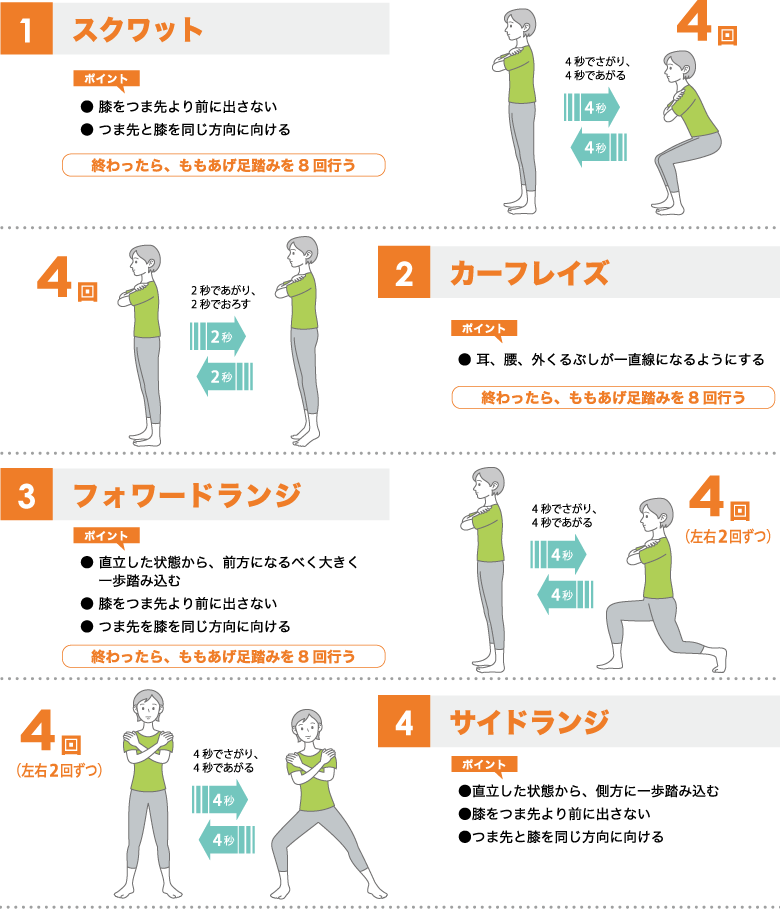 1 スクワット
ポイント
● 膝をつま先より前に出さない
● つま先と膝を同じ方向に向ける
終わったら、ももあげ足踏みを8回行う
4秒でさがり、
4秒であがる
4秒
4秒
4回
4回
2秒であがり、
2秒でおろす
2秒
2秒
2 カーフレイズ
ポイント
● 耳、腰、外くるぶしが一直線になるようにする
終わったら、ももあげ足踏みを8回行う
3 フォワードランジ
ポイント
● 直立した状態から、前方になるべく大きく
一歩踏み込む
● 膝をつま先より前に出さない
● つま先を膝を同じ方向に向ける
終わったら、ももあげ足踏みを8回行う
4秒でさがり、
4秒であがる
4秒
4秒
4回
（左右2回ずつ）
4回
（左右2回ずつ）
4秒でさがり、
4秒であがる
4秒
4秒
4 サイドランジ
ポイント
●直立した状態から、側方に一歩踏み込む
●膝をつま先より前に出さない
●つま先と膝を同じ方向に向ける